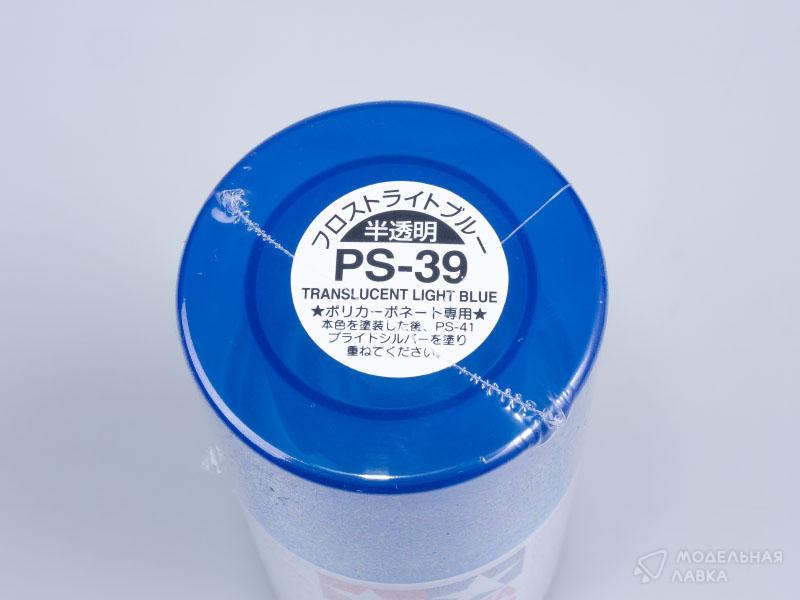 フロストライトブルー
半透明
PS-39
TRANSLUCENT LIGHT BLUE
★ポリカーボネート専用★
本色を塗装した後、PS-41
ブライトシルバーを塗り
重ねてください。
МОДЕЛЬНАЯ
ЛАВКА